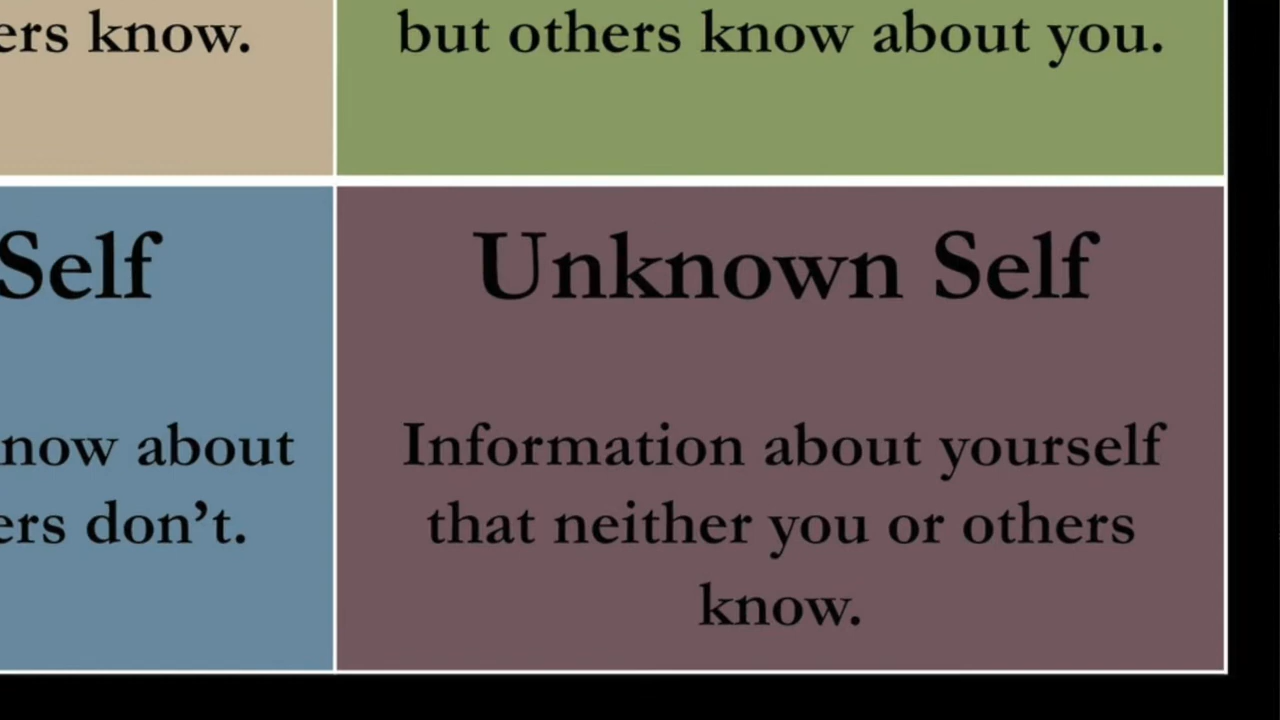 ers know.
but others know about you.
Self
Unknown Self
now about
ers don’t.
Information about yourself
that neither you or others
know.